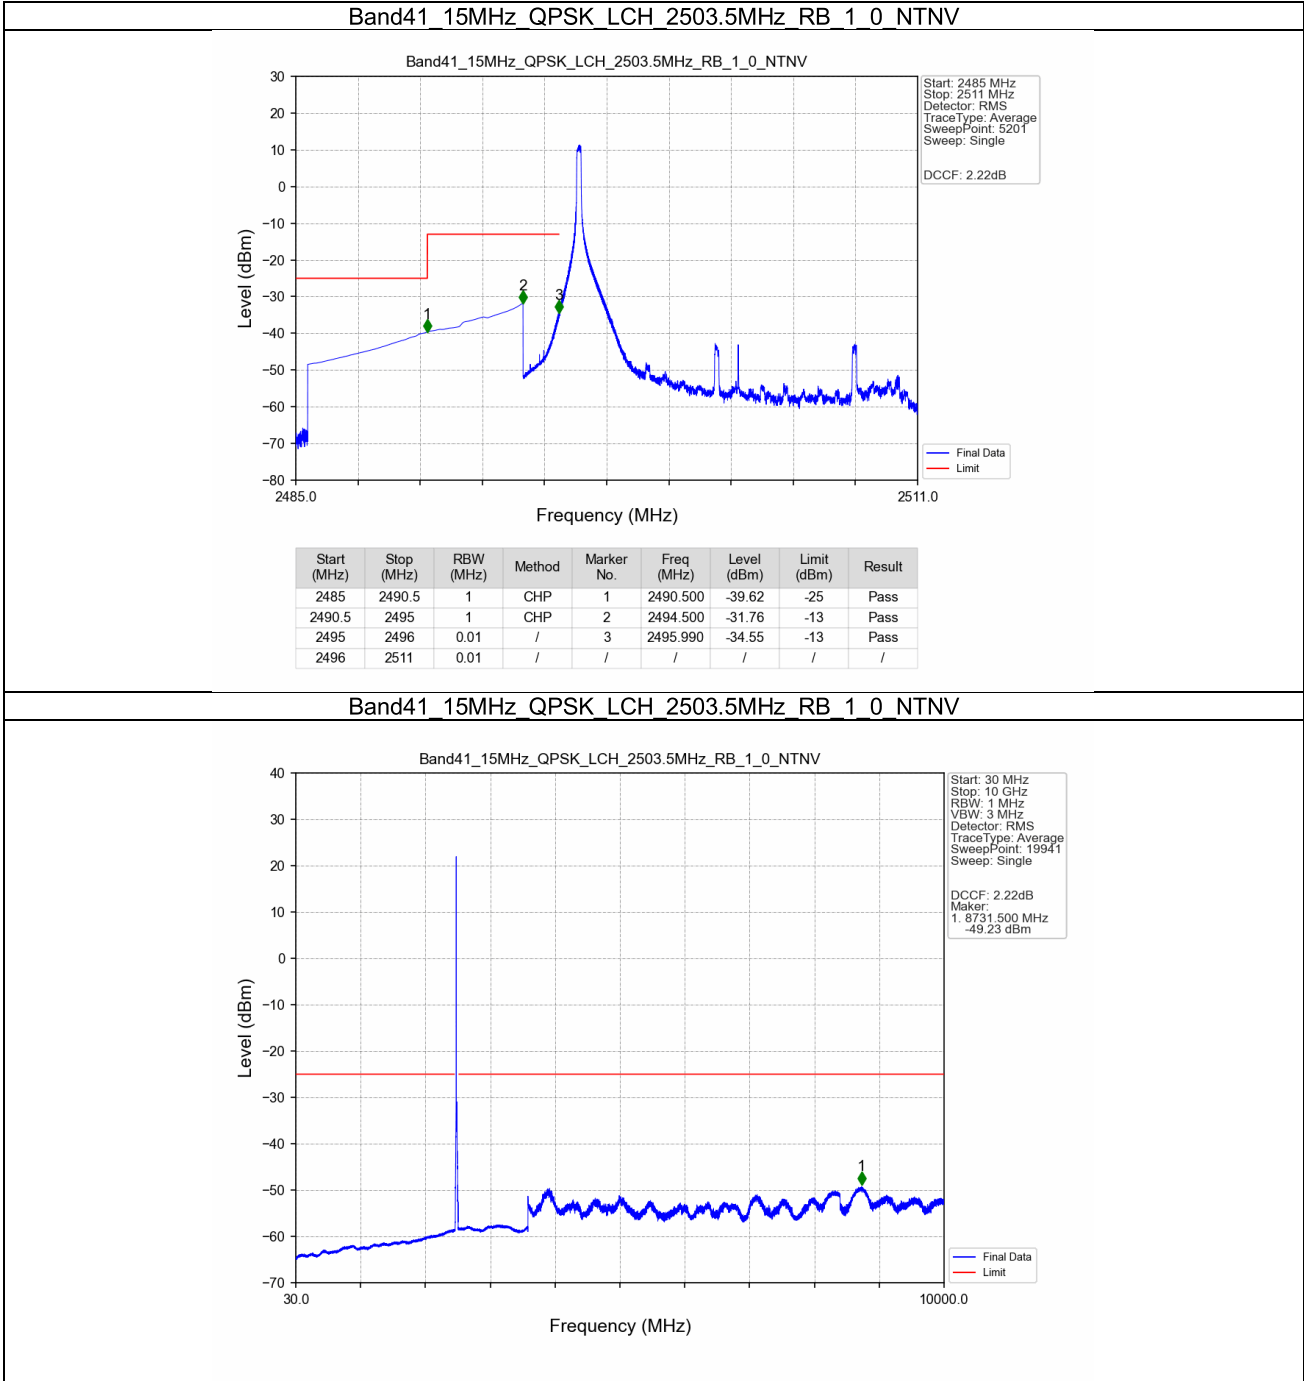 Band41_15MHz_QPSK_LCH_2503.5MHz_RB_1_0_NTNV
Band41_15MHz_QPSK_LCH_2503.5MHz_RB_1_0_NTNV
Start: 2485 MHz
Stop: 2511 MHz
Detector: RMS
TraceType: Average
SweepPoint: 5201
Sweep: Single
DCCF: 2.22dB
30
20
10
0
−10
−20
−30
−40
−50
−60
−70
−80
Level (dBm)
1
2
3
2485.0
2511.0
Frequency (MHz)
Final Data
Limit
Start (MHz) Stop (MHz) RBW (MHz) Method Marker No. Freq (MHz) Level (dBm) Limit (dBm) Result
2485 2490.5 1 CHP 1 2490.500 -39.62 -25 Pass
2490.5 2495 1 CHP 2 2494.500 -31.76 -13 Pass
2495 2496 0.01 / 3 2495.990 -34.55 -13 Pass
2496 2511 0.01 / / / / / /
Band41_15MHz_QPSK_LCH_2503.5MHz_RB_1_0_NTNV
Band41_15MHz_QPSK_LCH_2503.5MHz_RB_1_0_NTNV
Start: 30 MHz
Stop: 10 GHz
RBW: 1 MHz
VBW: 3 MHz
Detector: RMS
TraceType: Average
SweepPoint: 19941
Sweep: Single
DCCF: 2.22dB
Maker:
1. 8731.500 MHz
-49.23 dBm
40
30
20
10
0
−10
−20
−30
−40
−50
−60
−70
Level (dBm)
1
30.0
10000.0
Frequency (MHz)
Final Data
Limit